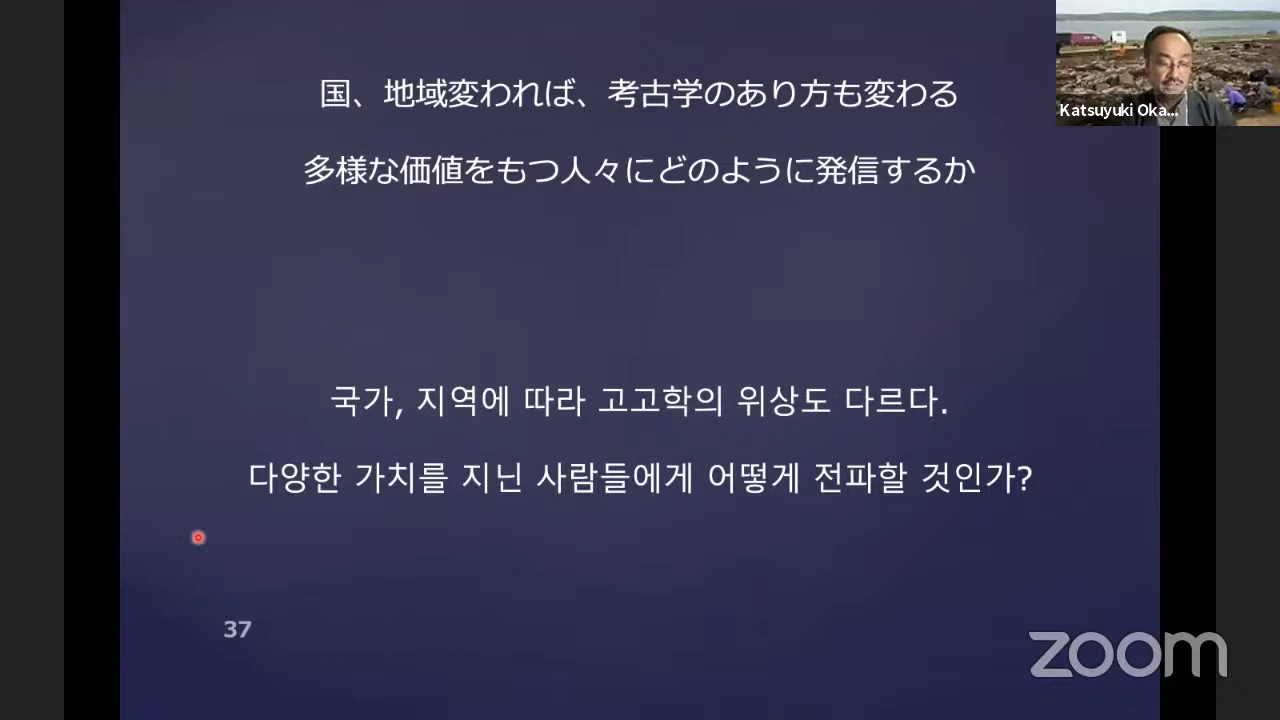 国、地域変われば、考古学のあり方も変わる
多様な価値をもつ人々にどのように発信するか
국가, 지역에 따라 고고학의 위상도 다르다.
다양한 가치를 지닌 사람들에게 어떻게 전파할 것인가?
37
Katsuyuki Oka...
zoom